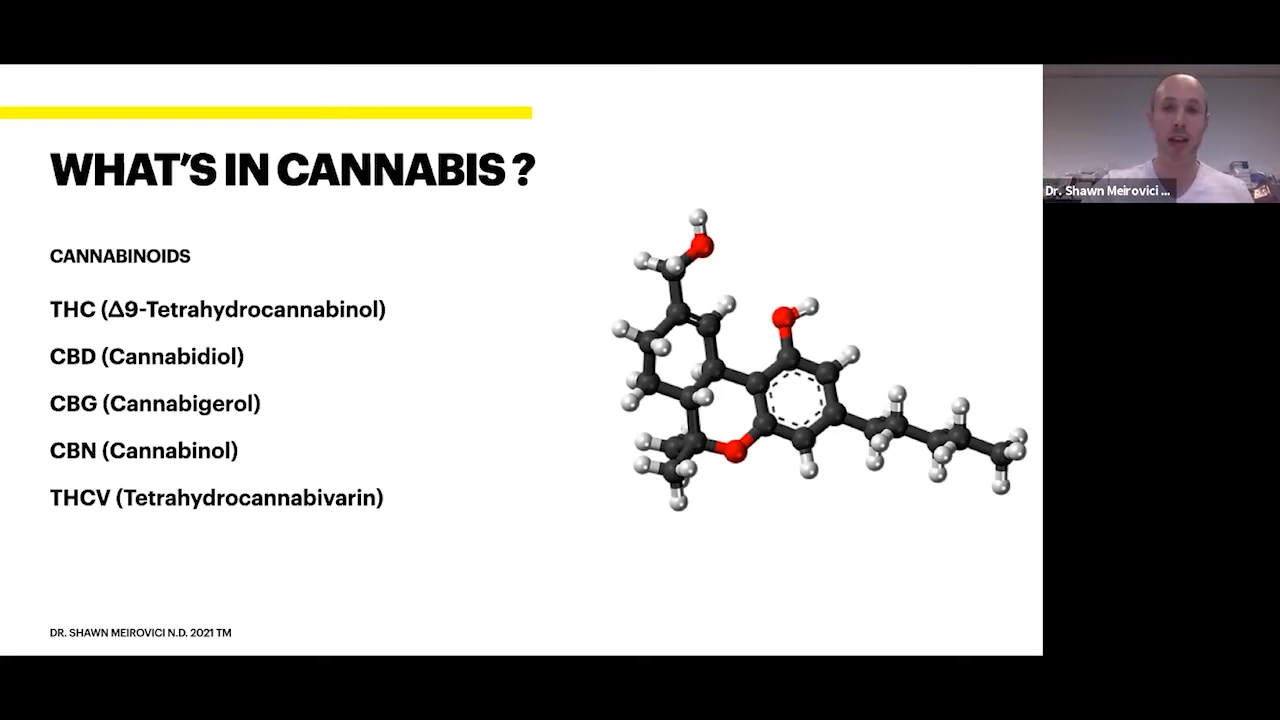 WHAT'S IN CANNABIS ?
CANNABINOIDS
THC (Δ9-Tetrahydrocannabinol)
CBD (Cannabidiol)
CBG (Cannabigerol)
CBN (Cannabinol)
THCV (Tetrahydrocannabivarin)
DR. SHAWN MEIROVICI N.D. 2021 TM
Dr. Shawn Meirovici ...